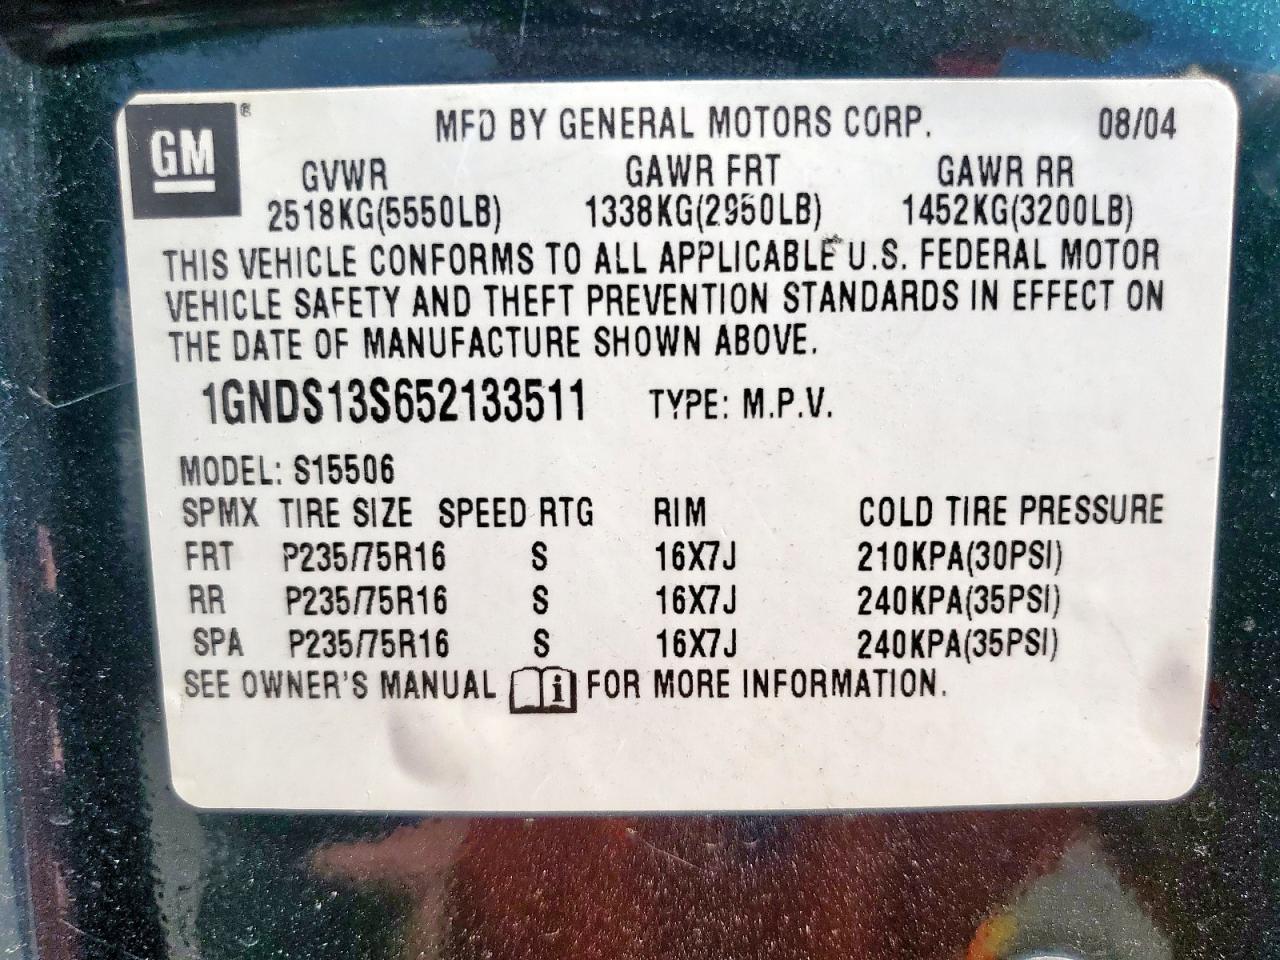 GM ® MFD BY GENERAL MOTORS CORP. 08/04
GVWR GAWR FRT GAWR RR
2518KG(5550LB) 1338KG(2950LB) 1452KG(3200LB)
THIS VEHICLE CONFORMS TO ALL APPLICABLE U.S. FEDERAL MOTOR
VEHICLE SAFETY AND THEFT PREVENTION STANDARDS IN EFFECT ON
THE DATE OF MANUFACTURE SHOWN ABOVE.
1GNDS13S652133511 TYPE: M.P.V.
MODEL: S15506
SPMX TIRE SIZE SPEED RTG RIM COLD TIRE PRESSURE
FRT P235/75R16 S 16X7J 210KPA(30PSI)
RR P235/75R16 S 16X7J 240KPA(35PSI)
SPA P235/75R16 S 16X7J 240KPA(35PSI)
SEE OWNER'S MANUAL i FOR MORE INFORMATION.